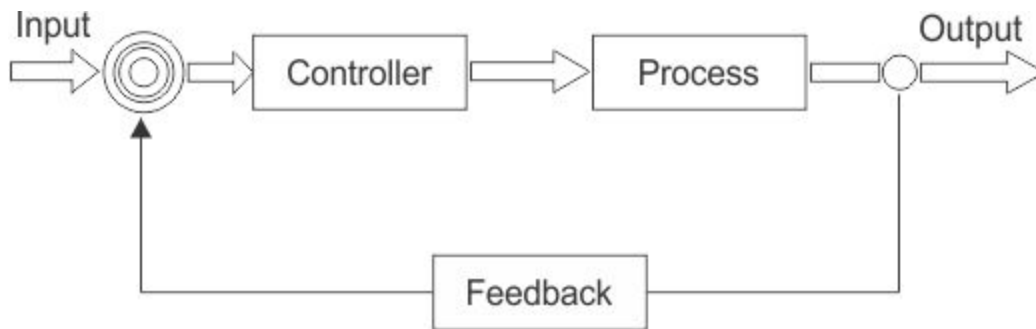 Input
Output
Controller
Process
Feedback